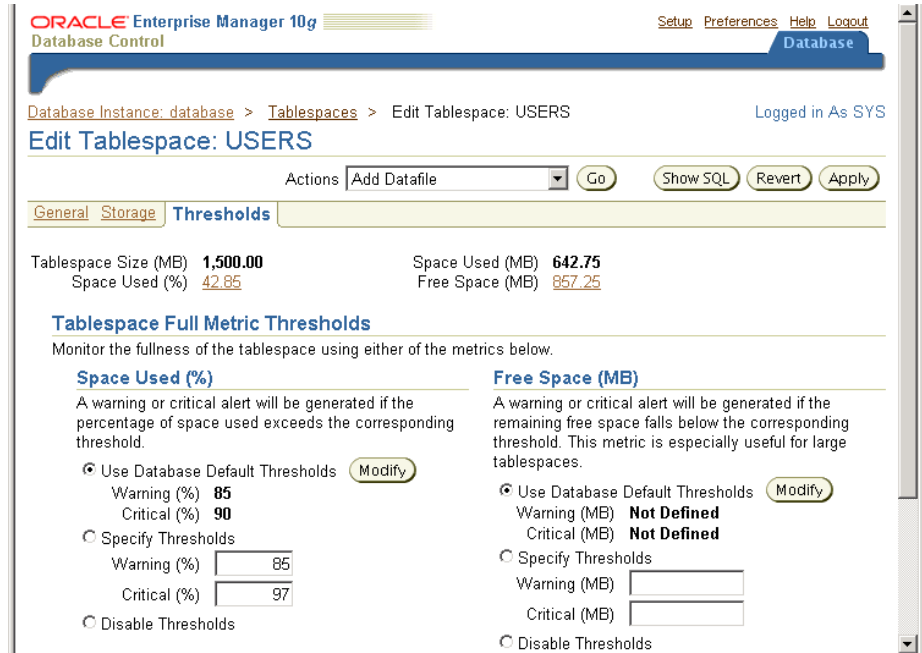 ORACLE Enterprise Manager 10g
Database Control
Setup Preferences Help Logout
Database
Database Instance: database > Tablespaces > Edit Tablespace: USERS
Logged in As SYS
Edit Tablespace: USERS
Actions Add Datafile Go Show SQL Revert Apply
General Storage Thresholds
Tablespace Size (MB) 1,500.00 Space Used (MB) 642.75
Space Used (%) 42.85 Free Space (MB) 857.25
Tablespace Full Metric Thresholds
Monitor the fullness of the tablespace using either of the metrics below.
Space Used (%)
A warning or critical alert will be generated if the
percentage of space used exceeds the corresponding
threshold.
Use Database Default Thresholds Modify
Warning (%) 85
Critical (%) 90
Specify Thresholds
Warning (%) 85
Critical (%) 97
Disable Thresholds
Free Space (MB)
A warning or critical alert will be generated if the
remaining free space falls below the corresponding
threshold. This metric is especially useful for large
tablespaces.
Use Database Default Thresholds Modify
Warning (MB) Not Defined
Critical (MB) Not Defined
Specify Thresholds
Warning (MB)
Critical (MB)
Disable Thresholds